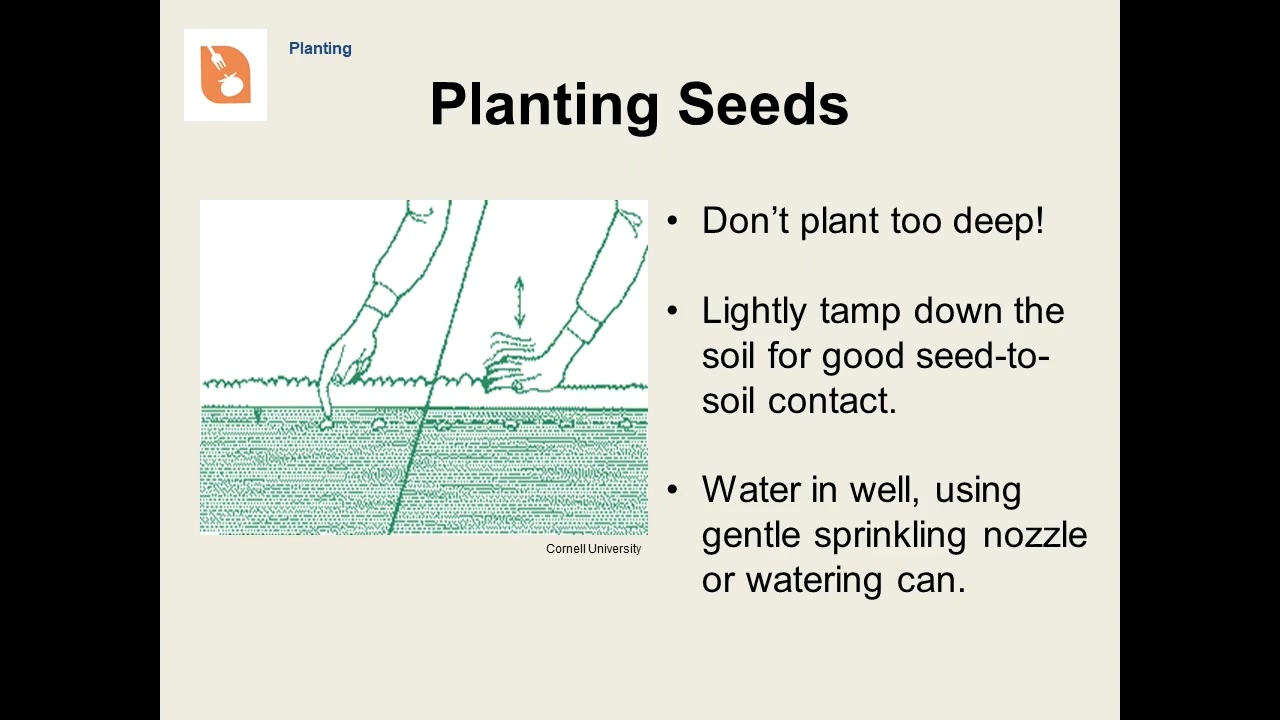 Planting
Planting Seeds
• Don’t plant too deep!
• Lightly tamp down the
soil for good seed-to-
soil contact.
• Water in well, using
gentle sprinkling nozzle
or watering can.
Cornell University